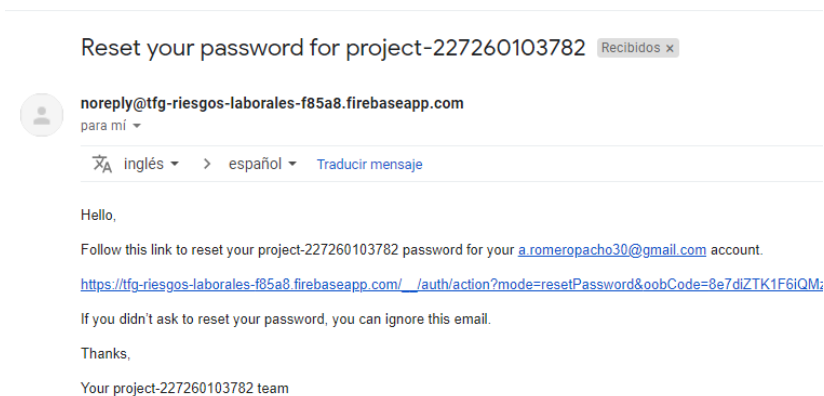 Reset your password for project-227260103782 Recibidos x
noreply@tfg-riesgos-laborales-f85a8.firebaseapp.com
para mí
inglés > español Traducir mensaje
Hello,
Follow this link to reset your project-227260103782 password for your a.romeropacho30@gmail.com account.
https://tfg-riesgos-laborales-f85a8.firebaseapp.com/__/auth/action?mode=resetPassword&oobCode=8e7diZTK1F6iQMz
If you didn't ask to reset your password, you can ignore this email.
Thanks,
Your project-227260103782 team